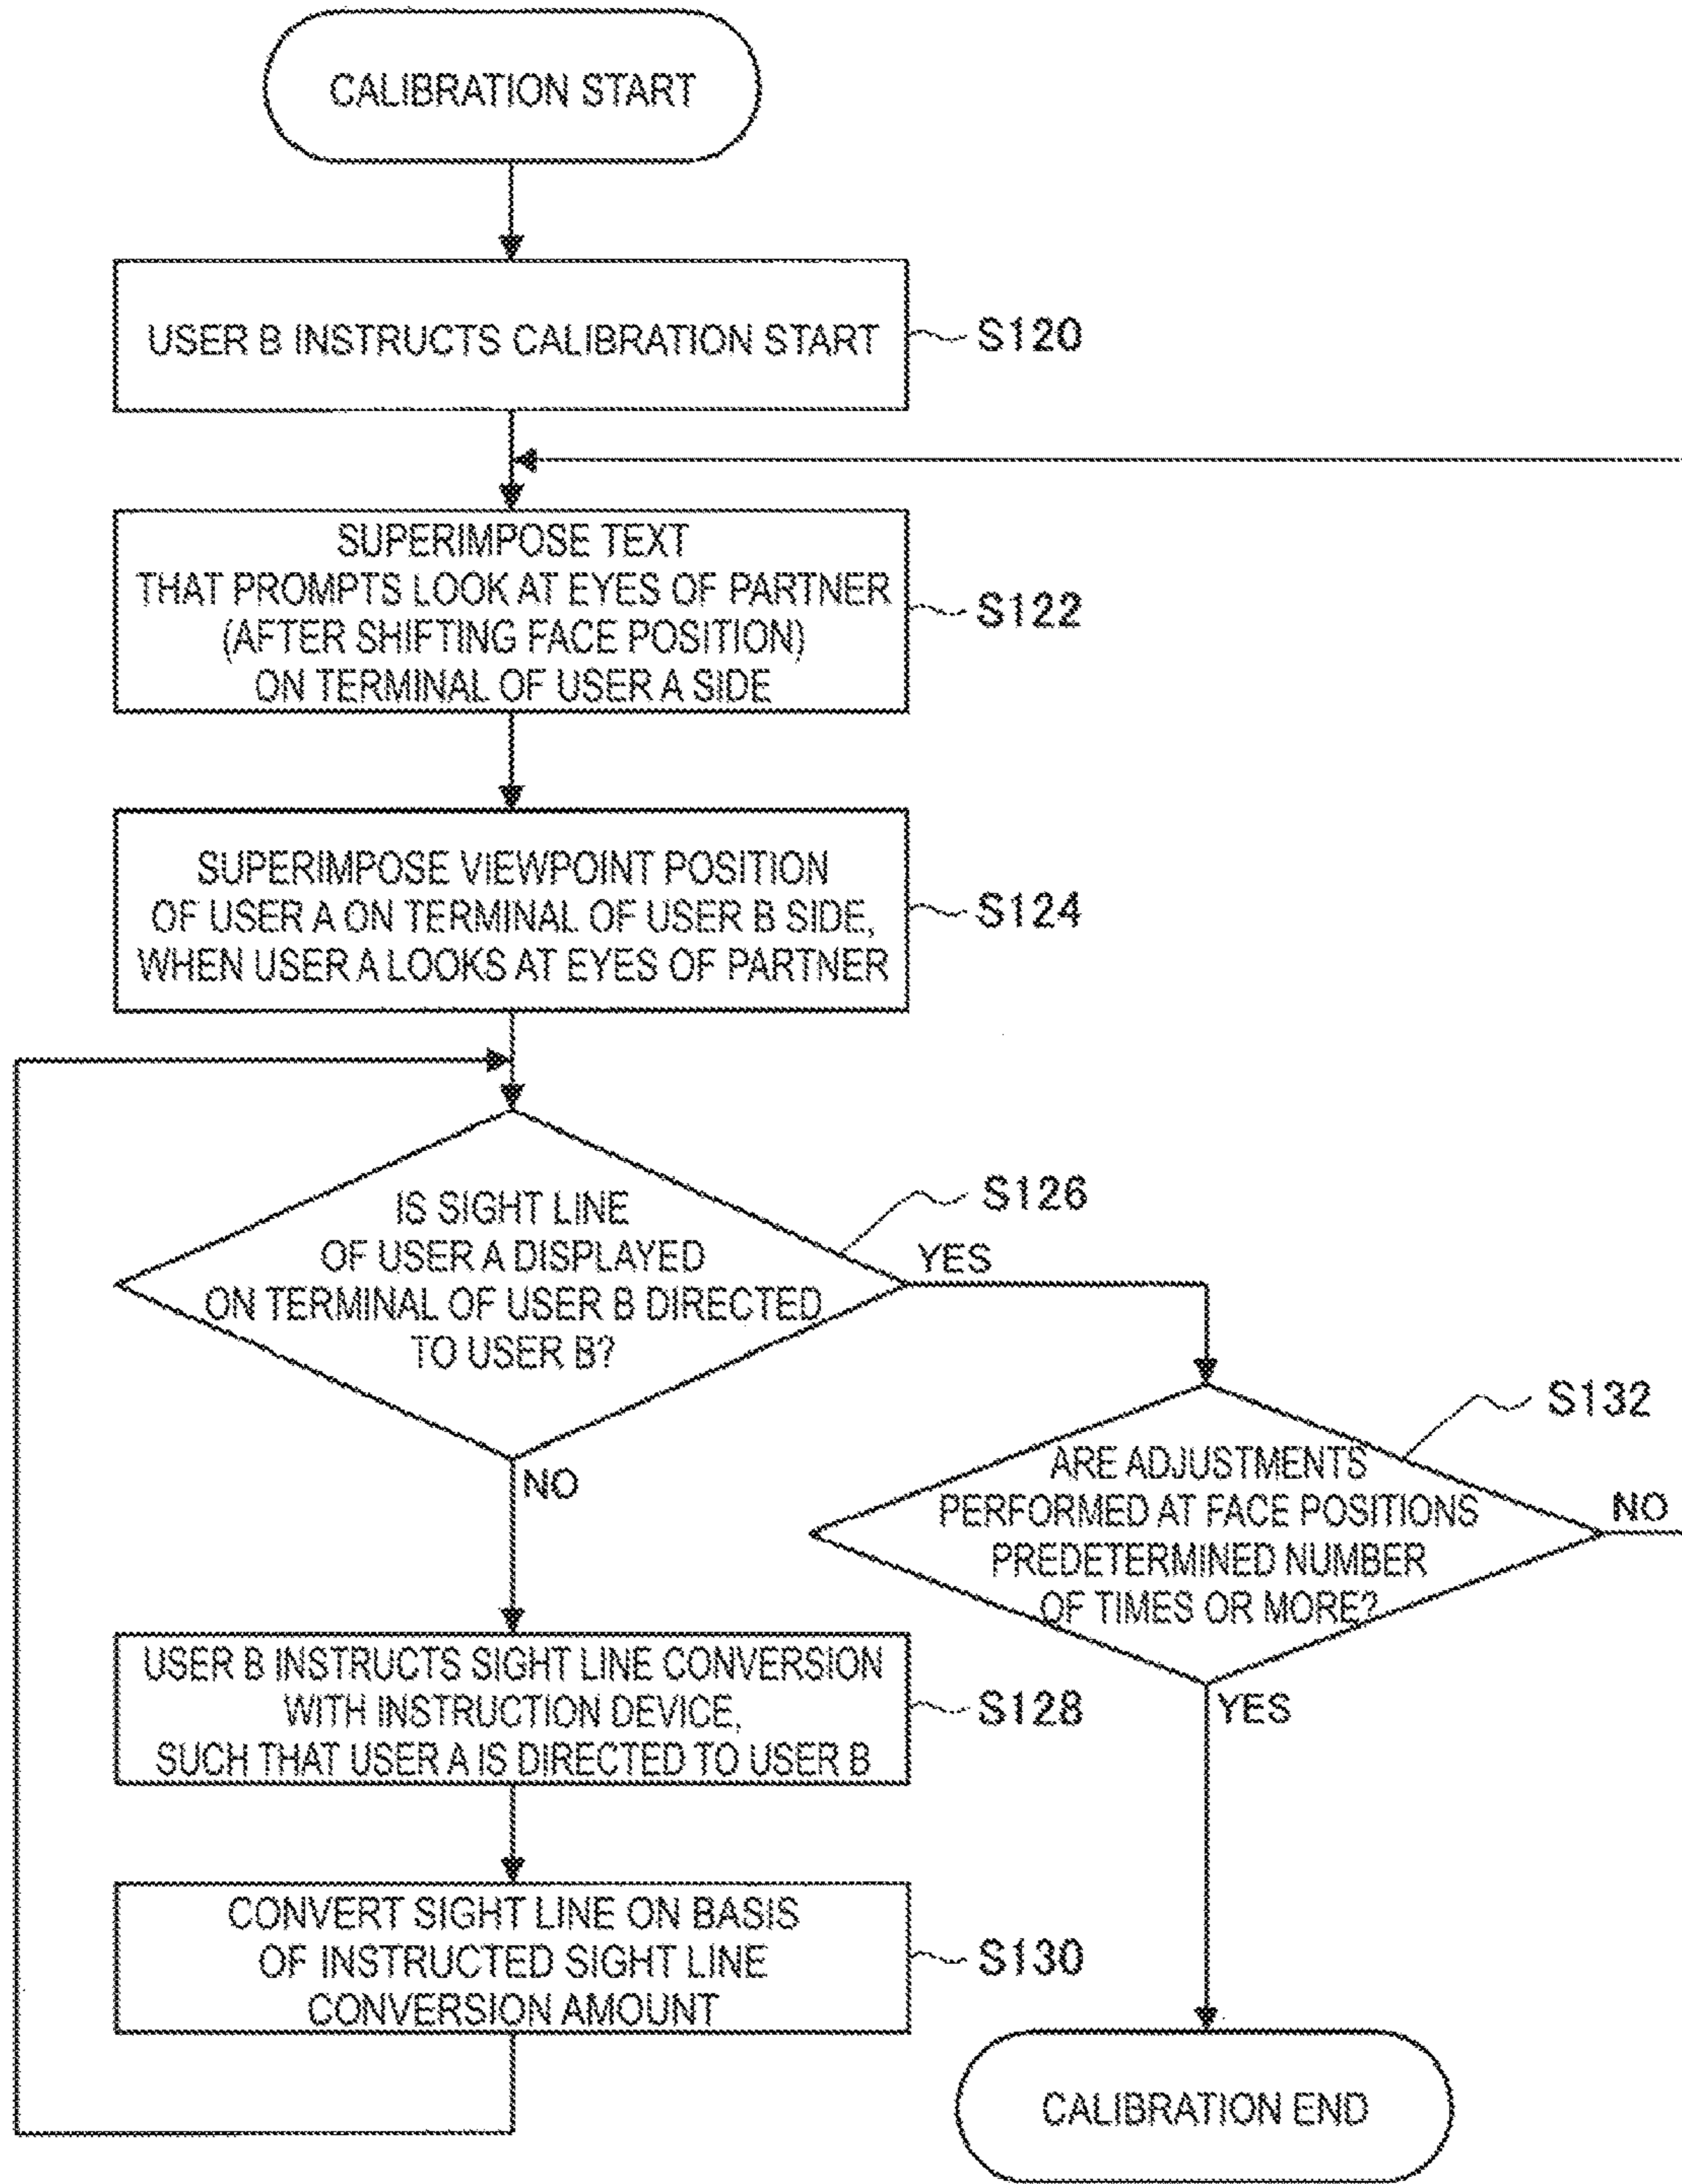 CALIBRATION START
USER B INSTRUCTS CALIBRATION START
S120
SUPERIMPOSE TEXT
THAT PROMPTS LOOK AT EYES OF PARTNER
(AFTER SHIFTING FACE POSITION)
ON TERMINAL OF USER A SIDE
S122
SUPERIMPOSE VIEWPOINT POSITION
OF USER A ON TERMINAL OF USER B SIDE,
WHEN USER A LOOKS AT EYES OF PARTNER
S124
IS SIGHT LINE
OF USER A DISPLAYED
ON TERMINAL OF USER B DIRECTED
TO USER B?
S126
YES
NO
ARE ADJUSTMENTS
PERFORMED AT FACE POSITIONS
PREDETERMINED NUMBER
OF TIMES OR MORE?
S132
NO
YES
USER B INSTRUCTS SIGHT LINE CONVERSION
WITH INSTRUCTION DEVICE,
SUCH THAT USER A IS DIRECTED TO USER B
S128
CONVERT SIGHT LINE ON BASIS
OF INSTRUCTED SIGHT LINE
CONVERSION AMOUNT
S130
CALIBRATION END